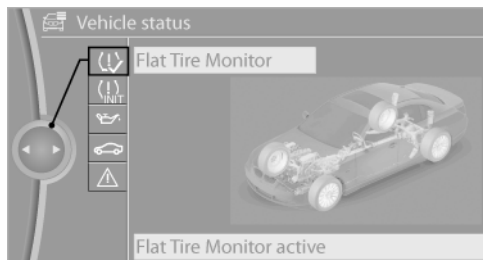 Vehicle status
Flat Tire Monitor
INIT
Flat Tire Monitor active